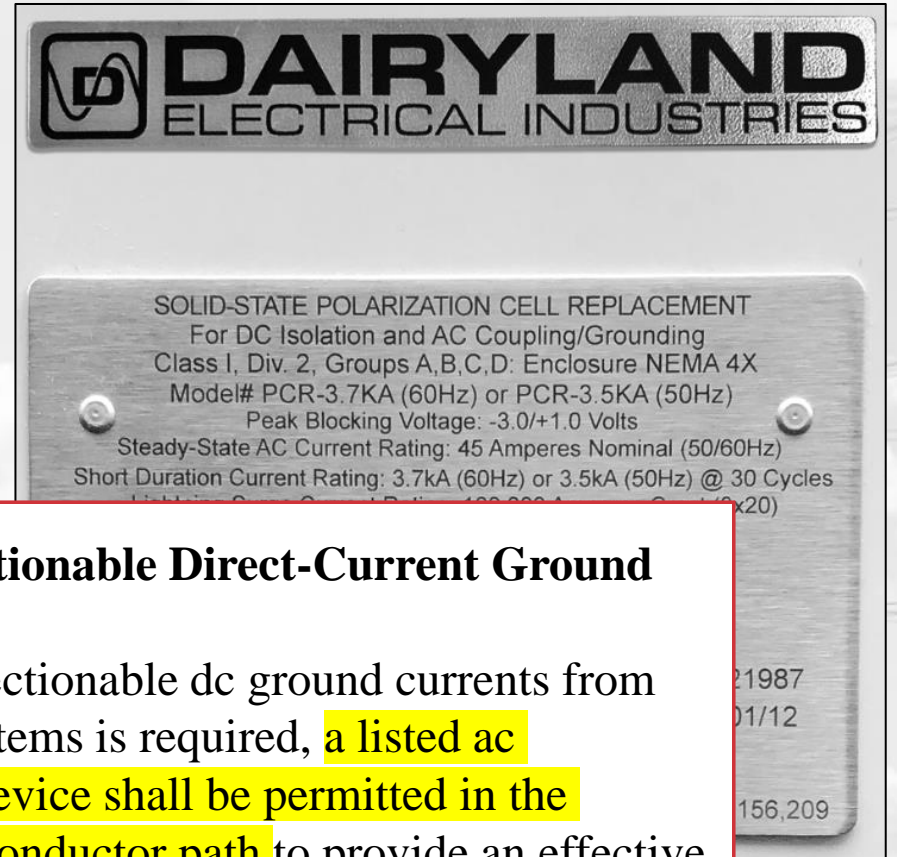 DAIRYLAND
ELECTRICAL INDUSTRIES
SOLID-STATE POLARIZATION CELL REPLACEMENT
For DC Isolation and AC Coupling/Grounding
Class I, Div. 2, Groups A,B,C,D: Enclosure NEMA 4X
Model# PCR-3.7KA (60Hz) or PCR-3.5KA (50Hz)
Peak Blocking Voltage: -3.0/+1.0 Volts
Steady-State AC Current Rating: 45 Amperes Nominal (50/60Hz)
Short Duration Current Rating: 3.7kA (60Hz) or 3.5kA (50Hz) @ 30 Cycles
x20)
21987
01/12
156,209
tionable Direct-Current Ground
ectionable dc ground currents from
tems is required, a listed ac
evice shall be permitted in the
onductor path to provide an effective